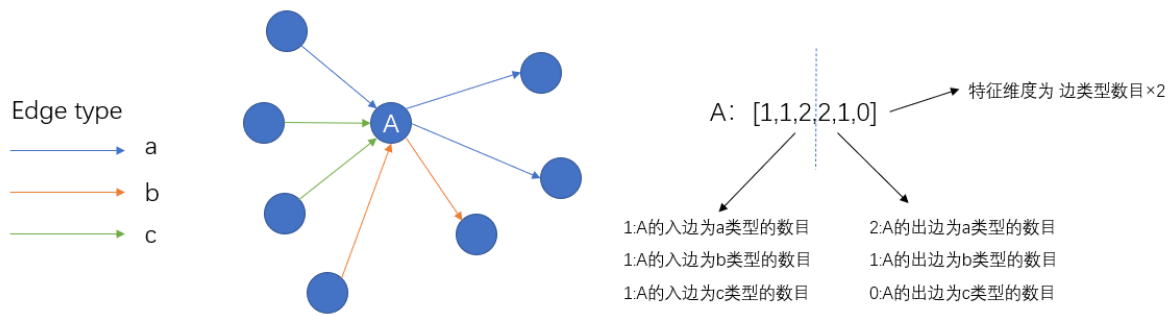 Edge type
a
b
c
A
A: [1,1,2,2,1,0]
特征维度为 边类型数目×2
1:A的入边为a类型的数目
1:A的入边为b类型的数目
1:A的入边为c类型的数目
2:A的出边为a类型的数目
1:A的出边为b类型的数目
0:A的出边为c类型的数目